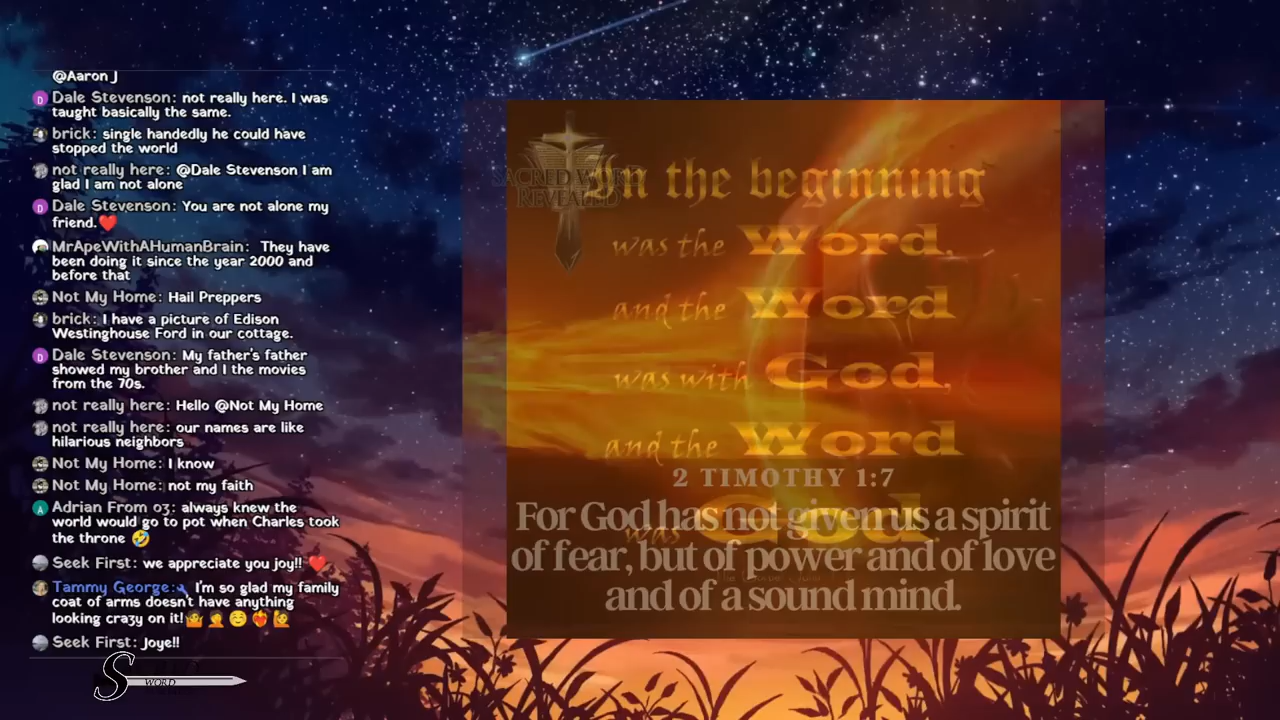 @Aaron J
Dale Stevenson: not really here. I was
taught basically the same.
brick: single handedly he could have
stopped the world
not really here: @Dale Stevenson I am
glad I am not alone
Dale Stevenson: You are not alone my
friend.❤️
MrApeWithAHumanBrain: They have
been doing it since the year 2000 and
before that
Not My Home: Hail Preppers
brick: I have a picture of Edison
Westinghouse Ford in our cottage.
Dale Stevenson: My father's father
showed my brother and I the movies
from the 70s.
not really here: Hello @Not My Home
not really here: our names are like
hilarious neighbors
Not My Home: I know
Not My Home: not my faith
Adrian From 03: always knew the
world would go to pot when Charles took
the throne 🤣
Seek First: we appreciate you joy!! ❤️
Tammy George: I'm so glad my family
coat of arms doesn't have anything
looking crazy on it!
Seek First: Joye!!
SWORD
SACRED WORD
REVEALED
In the beginning
was the Word,
and the Word
was with God,
and the Word
was God.
2 TIMOTHY 1:7
For God has not given us a spirit
of fear, but of power and of love
and of a sound mind.